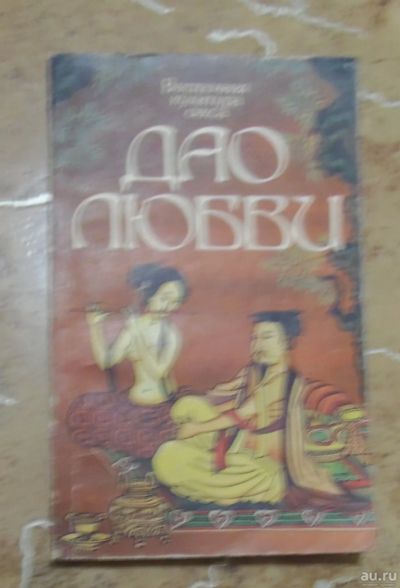 Восточная
культура
секса
ДАО
ЛЮБВИ
au.ru